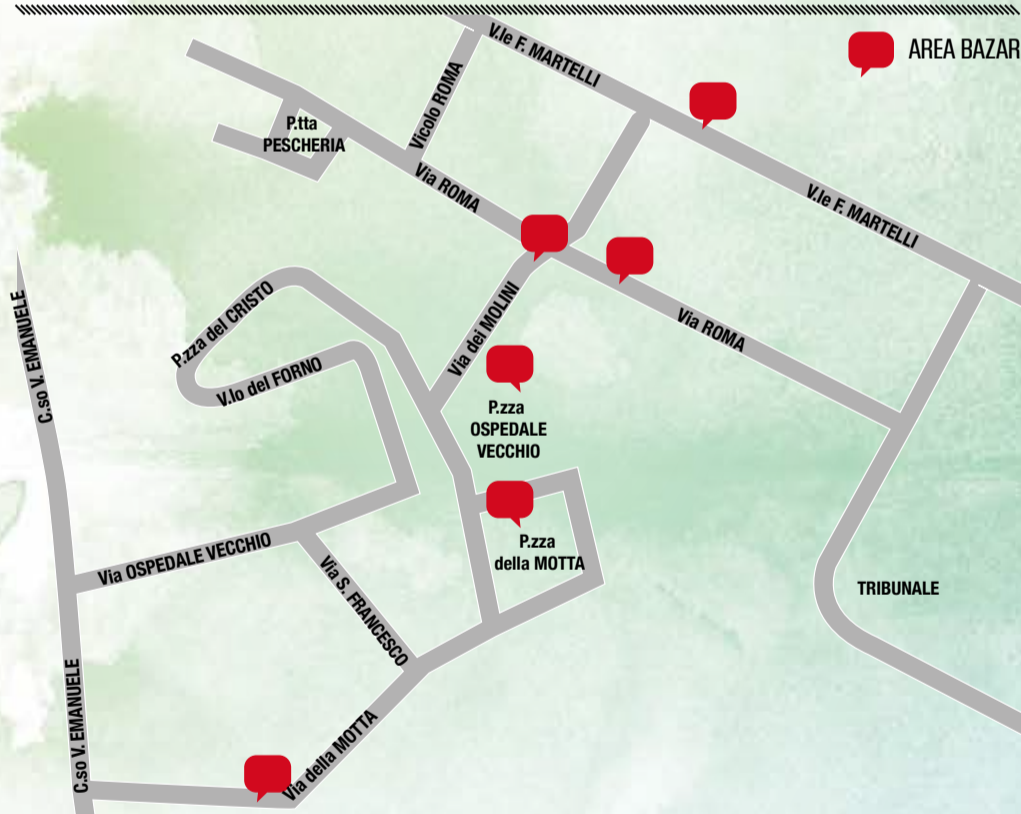 V.le F. MARTELLI
AREA BAZAR
Vicolo ROMA
P.tta
PESCHERIA
Via ROMA
V.le F. MARTELLI
P.zza del CRISTO
Via dei MOLINI
Via ROMA
C.so V. EMANUELE
V.lo del FORNO
P.zza
OSPEDALE
VECCHIO
P.zza
della MOTTA
Via OSPEDALE VECCHIO
Via S. FRANCESCO
TRIBUNALE
C.so V. EMANUELE
Via della MOTTA